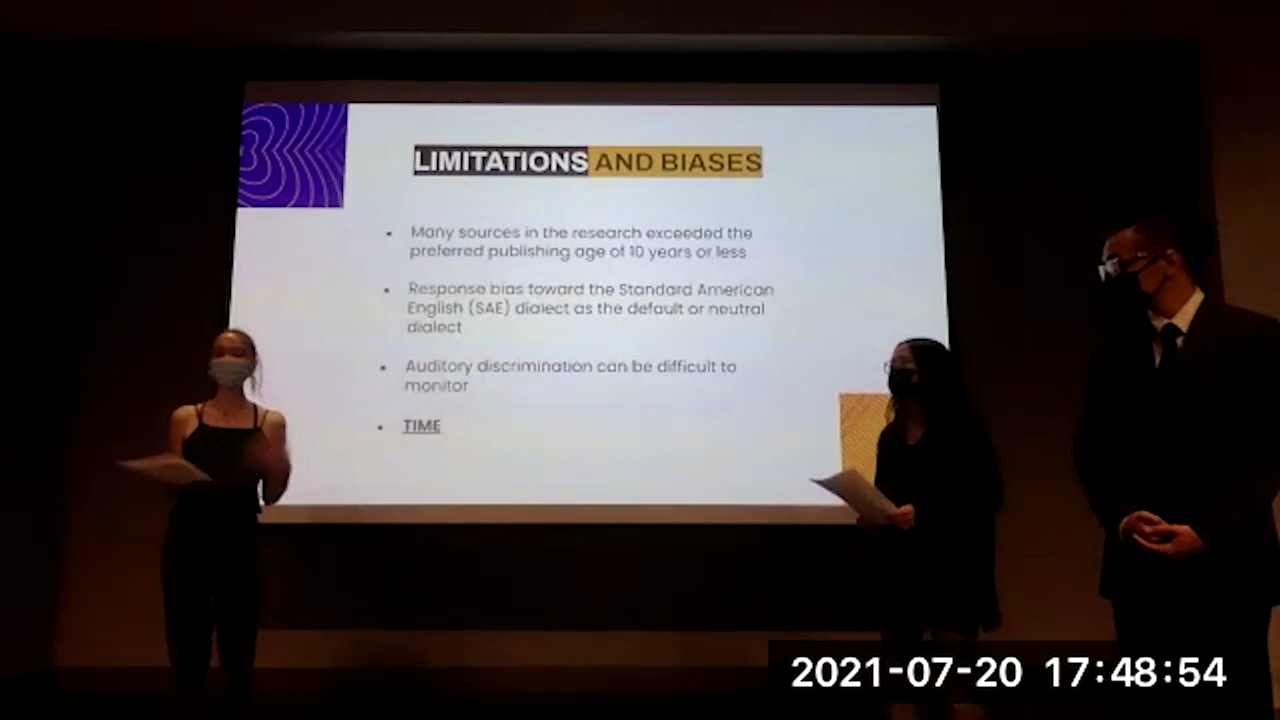 LIMITATIONS AND BIASES
• Many sources in the research exceeded the
preferred publishing age of 10 years or less
• Response bias toward the Standard American
English (SAE) dialect as the default or neutral
dialect
• Auditory discrimination can be difficult to
monitor
• TIME
2021-07-20 17:48:54